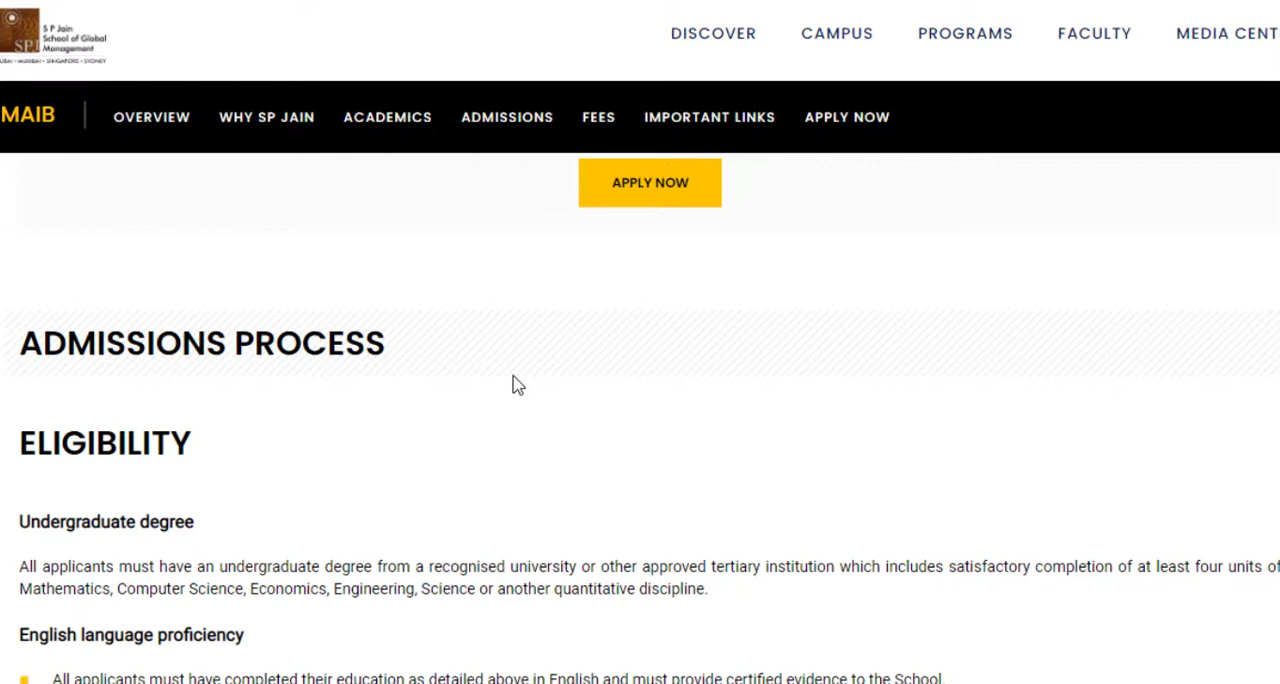 S P Jain
School of Global
Management
SPJ
MUMBAI • SINGAPORE • SYDNEY
DISCOVER CAMPUS PROGRAMS FACULTY MEDIA CENT
MAIB OVERVIEW WHY SP JAIN ACADEMICS ADMISSIONS FEES IMPORTANT LINKS APPLY NOW
APPLY NOW
ADMISSIONS PROCESS
ELIGIBILITY
Undergraduate degree
All applicants must have an undergraduate degree from a recognised university or other approved tertiary institution which includes satisfactory completion of at least four units of
Mathematics, Computer Science, Economics, Engineering, Science or another quantitative discipline.
English language proficiency
All applicants must have completed their education as detailed above in English and must provide certified evidence to the School.